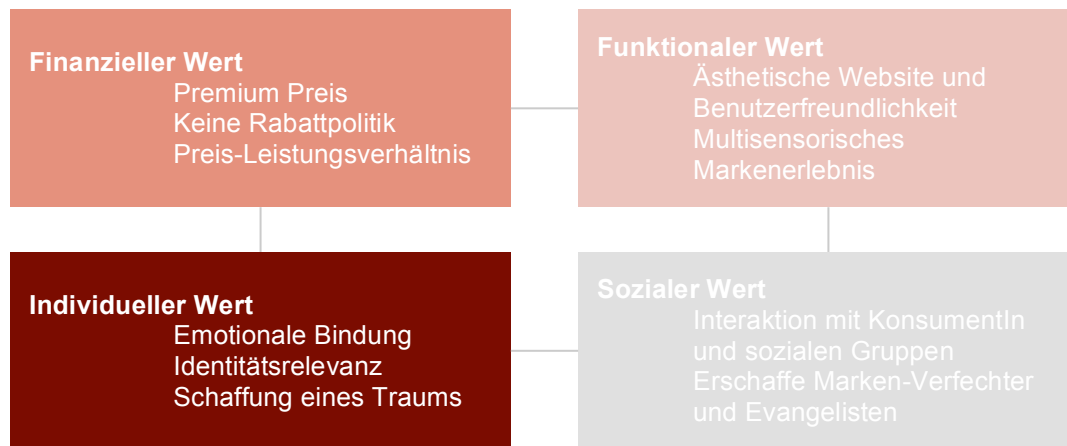 Finanzieller Wert
Premium Preis
Keine Rabattpolitik
Preis-Leistungsverhältnis
Funktionaler Wert
Ästhetische Website und
Benutzerfreundlichkeit
Multisensorisches
Markenerlebnis
Individueller Wert
Emotionale Bindung
Identitätsrelevanz
Schaffung eines Traums
Sozialer Wert
Interaktion mit KonsumentIn
und sozialen Gruppen
Erschaffe Marken-Verfechter
und Evangelisten